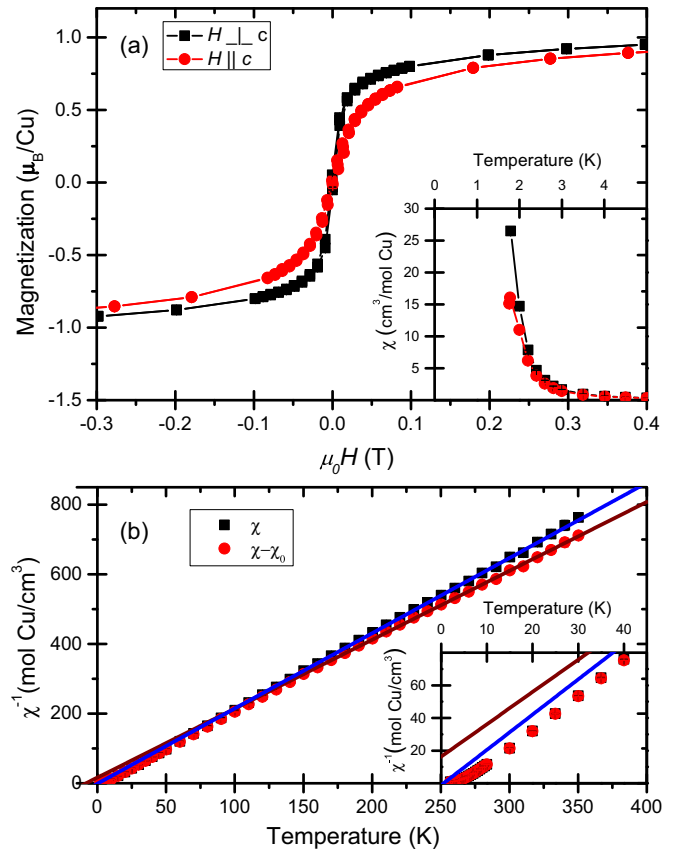 (a)
H _|_ c
H || c
Magnetization (μB/Cu)
1.0
0.5
0.0
-0.5
-1.0
-1.5
-0.3 -0.2 -0.1 0.0 0.1 0.2 0.3 0.4
μ0H (T)
Temperature (K)
0 1 2 3 4
χ (cm3/mol Cu)
30
25
20
15
10
5
(b)
χ
χ−χ0
χ-1(mol Cu/cm3)
800
600
400
200
0
0 50 100 150 200 250 300 350 400
Temperature (K)
Temperature (K)
0 10 20 30 40
χ-1(mol Cu/cm3)
60
40
20